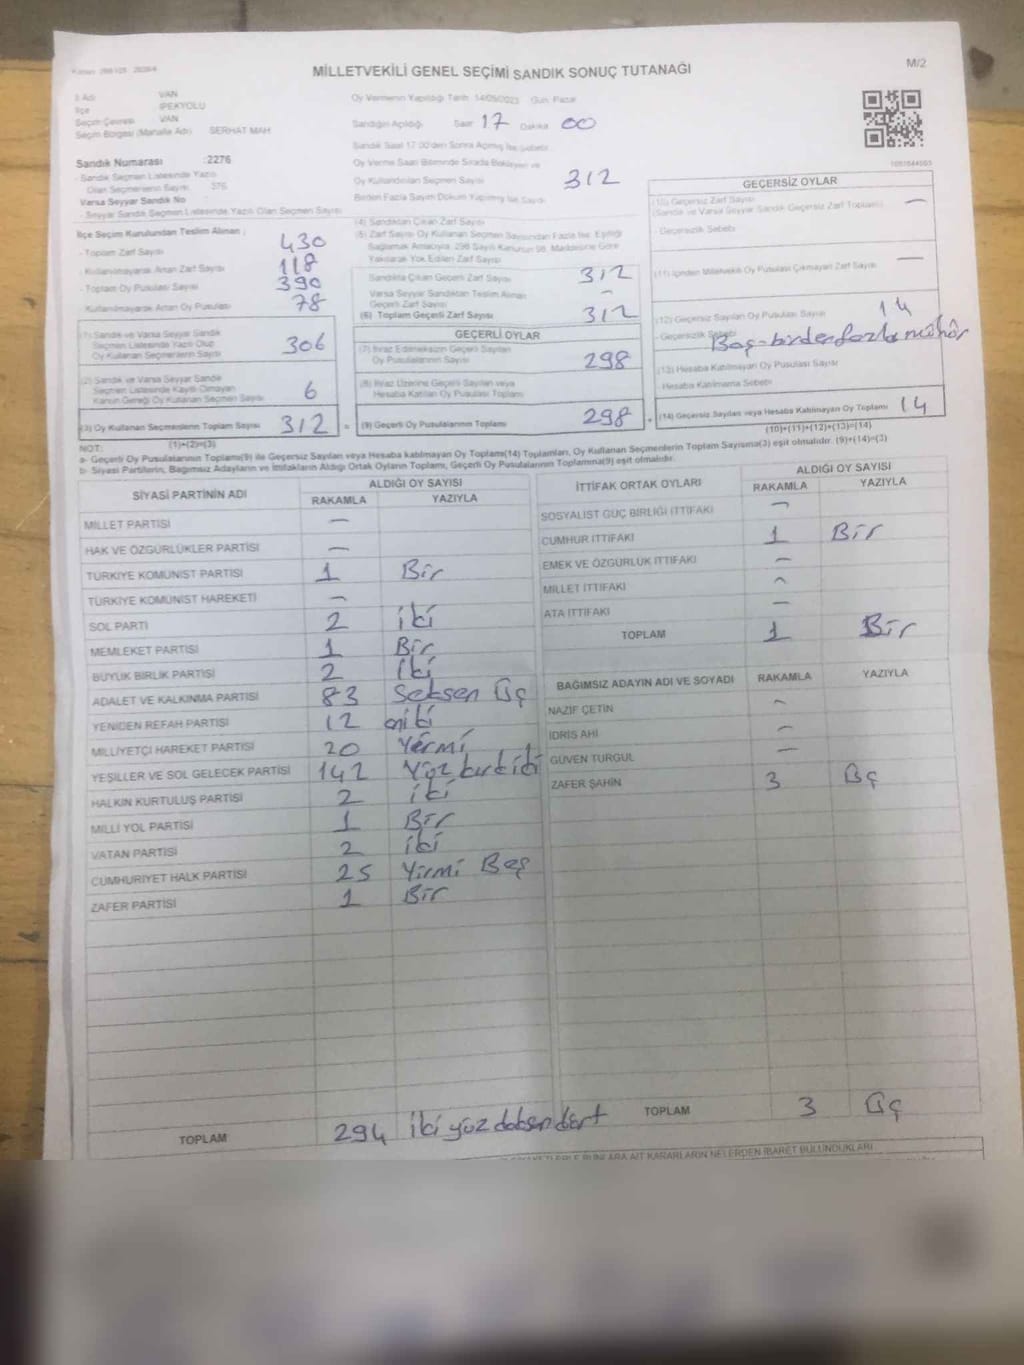 MİLLETVEKİLİ GENEL SEÇİMİ SANDIK SONUÇ TUTANAĞI
M/2
İl Adı VAN
İlçe İPEKYOLU
Seçim Çevresi VAN
Seçim Bölgesi (Mahalle Adı) SERHAT MAH
Sandık Numarası :2276
- Sandık Seçmen Listesinde Yazılı
Olan Seçmenlerin Sayısı 376
Varsa Seyyar Sandık No
- Seyyar Sandık Seçmen Listesinde Yazılı Olan Seçmen Sayısı
İlçe Seçim Kurulundan Teslim Alınan ;
- Toplam Zarf Sayısı 430
- Kullanılmayarak Artan Zarf Sayısı 118
- Toplam Oy Pusulası Sayısı 390
Kullanılmayarak Artan Oy Pusulası 78
(1) Sandık ve Varsa Seyyar Sandık
Seçmen Listesinde Yazılı Olup
Oy Kullanan Seçmenlerin Sayısı 306
(2) Sandık ve Varsa Seyyar Sandık
Seçmen Listesinde Kayıtlı Olmayan
Kanun Gereği Oy Kullanan Seçmen Sayısı 6
(3) Oy Kullanan Seçmenlerin Toplam Sayısı 312
(1)+(2)=(3)
Oy Vermenin Yapıldığı Tarih 14/05/2023 Gün Pazar
Sandığın Açıldığı Saat 17 Dakika 00
Sandık Saat 17.00'den Sonra Açılmış İse Sebebi
Oy Verme Saati Bitiminde Sırada Bekleyen ve
Oy Kullandırılan Seçmen Sayısı 312
Birden Fazla Sayım Döküm Yapılmış İse Sayısı
(4) Sandıktan Çıkan Zarf Sayısı
(5) Zarf Sayısı Oy Kullanan Seçmen Sayısından Fazla İse, Eşitliği
Sağlamak Amacıyla, 298 Sayılı Kanunun 98. Maddesine Göre
Yakılarak Yok Edilen Zarf Sayısı
Sandıkta Çıkan Geçerli Zarf Sayısı 312
Varsa Seyyar Sandıktan Teslim Alınan
Geçerli Zarf Sayısı –
(6) Toplam Geçerli Zarf Sayısı 312
GEÇERLİ OYLAR
(7) İtiraz Edilmeksizin Geçerli Sayılan
Oy Pusulalarının Sayısı 298
(8) İtiraz Üzerine Geçerli Sayılan veya
Hesaba Katılan Oy Pusulası Toplamı
= (9) Geçerli Oy Pusulalarının Toplamı 298
GEÇERSİZ OYLAR
(10) Geçersiz Zarf Sayısı –
(Sandık ve Varsa Seyyar Sandık Geçersiz Zarf Toplamı)
- Geçersizlik Sebebi
(11) İçinden Milletvekili Oy Pusulası Çıkmayan Zarf Sayısı –
(12) Geçersiz Sayılan Oy Pusulası Sayısı 14
- Geçersizlik Sebebi Boş-birden fazla mühür
(13) Hesaba Katılmayan Oy Pusulası Sayısı
Hesaba Katılmama Sebebi
+ (14) Geçersiz Sayılan veya Hesaba Katılmayan Oy Toplamı 14
(10)+(11)+(12)+(13)=(14)
NOT:
a- Geçerli Oy Pusulasının Toplamı(9) ile Geçersiz Sayılan veya Hesaba katılmayan Oy Toplam(14) Toplamları, Oy Kullanan Seçmenlerin Toplam Sayısına(3) eşit olmalıdır. (9)+(14)=(3)
b- Siyasi Partilerin, Bağımsız Adayların ve İttifakların Aldığı Ortak Oyların Toplamı, Geçerli Oy Pusulalarının Toplamına(9) eşit olmalıdır.
SİYASİ PARTİNİN ADI ALDIĞI OY SAYISI
RAKAMLA YAZIYLA
MİLLET PARTİSİ –
HAK VE ÖZGÜRLÜKLER PARTİSİ –
TÜRKİYE KOMÜNİST PARTİSİ 1 Bir
TÜRKİYE KOMÜNİST HAREKETİ –
SOL PARTİ 2 iki
MEMLEKET PARTİSİ 1 Bir
BÜYÜK BİRLİK PARTİSİ 2 iki
ADALET VE KALKINMA PARTİSİ 83 Seksen Üç
YENİDEN REFAH PARTİSİ 12 oniki
MİLLİYETÇİ HAREKET PARTİSİ 20 Yirmi
YEŞİLLER VE SOL GELECEK PARTİSİ 142 Yüz kırk iki
HALKIN KURTULUŞ PARTİSİ 2 iki
MİLLİ YOL PARTİSİ 1 Bir
VATAN PARTİSİ 2 iki
CUMHURİYET HALK PARTİSİ 25 Yirmi Beş
ZAFER PARTİSİ 1 Bir
TOPLAM 294 iki yüz doksan dört
İTTİFAK ORTAK OYLARI ALDIĞI OY SAYISI
RAKAMLA YAZIYLA
SOSYALİST GÜÇ BİRLİĞİ İTTİFAKI –
CUMHUR İTTİFAKI 1 Bir
EMEK VE ÖZGÜRLÜK İTTİFAKI –
MİLLET İTTİFAKI –
ATA İTTİFAKI –
TOPLAM 1 Bir
BAĞIMSIZ ADAYIN ADI VE SOYADI RAKAMLA YAZIYLA
NAZİF ÇETİN –
İDRİS AHİ –
GÜVEN TURGUL –
ZAFER ŞAHİN 3 Üç
TOPLAM 3 Üç